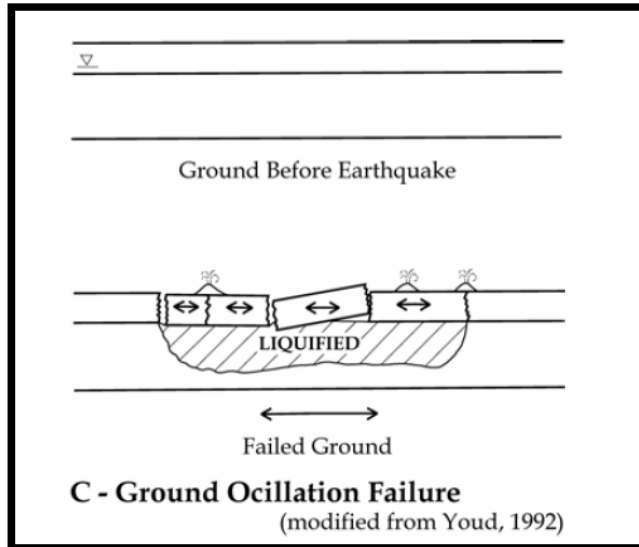 Ground Before Earthquake
LIQUIFIED
Failed Ground
C - Ground Ocillation Failure
(modified from Youd, 1992)